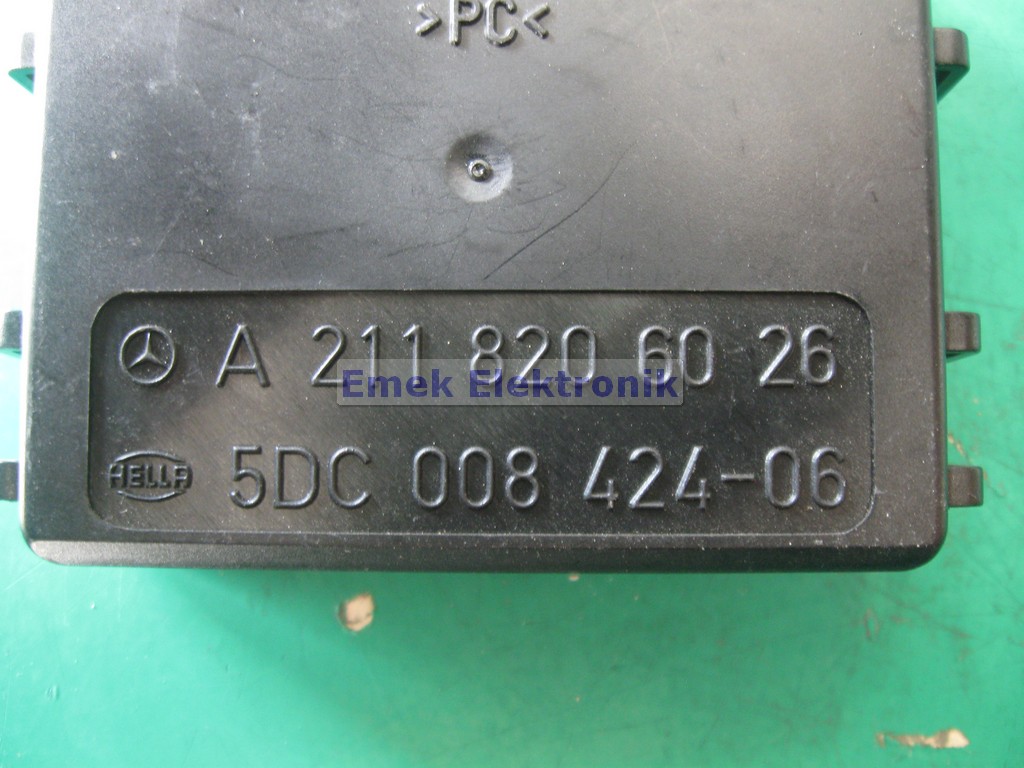 >PC<
A 211 820 60 26
Emek Elektronik
HELLA 5DC 008 424-06